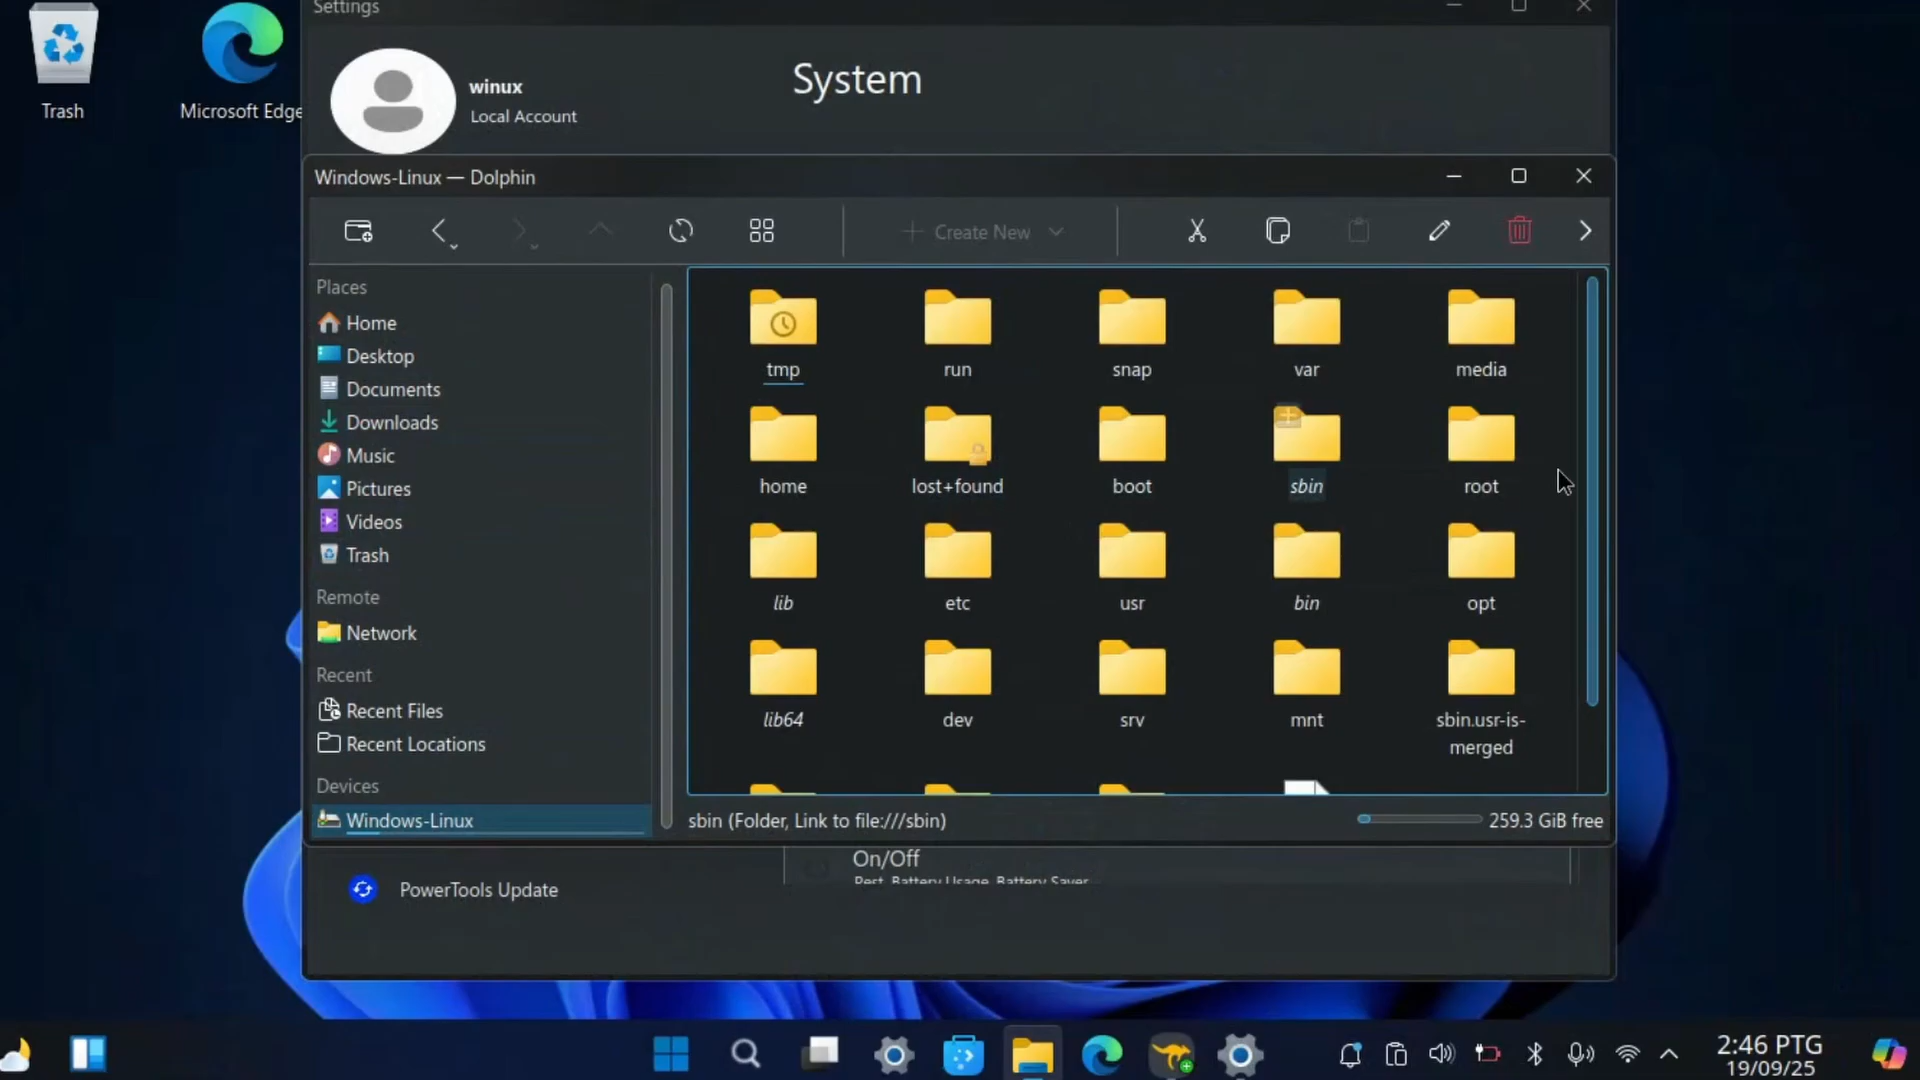 Settings
Trash
Microsoft Edge
winux
Local Account
System
Windows-Linux — Dolphin
Create New
Places
Home
Desktop
Documents
Downloads
Music
Pictures
Videos
Trash
Remote
Network
Recent
Recent Files
Recent Locations
Devices
Windows-Linux
tmp
run
snap
var
media
home
lost+found
boot
sbin
root
lib
etc
usr
bin
opt
lib64
dev
srv
mnt
sbin.usr-is-
merged
sbin (Folder, Link to file:///sbin)
259.3 GiB free
On/Off
Battery Usage, Battery Saver
PowerTools Update
2:46 PTG
19/09/25